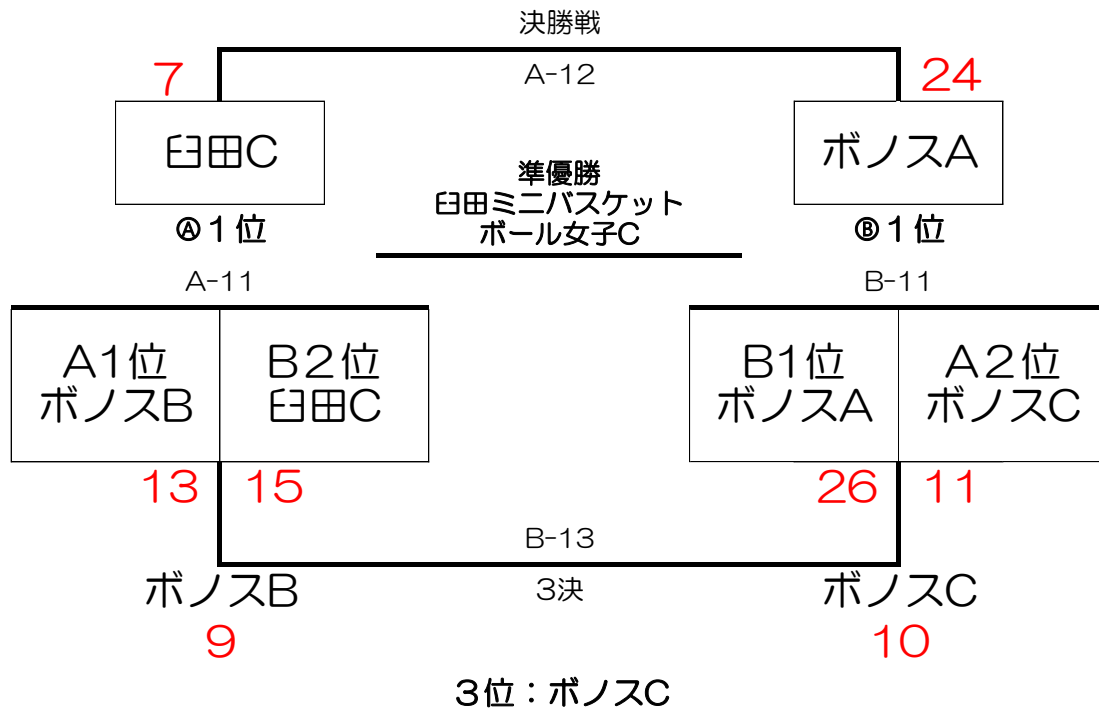 決勝戦
7
A-12
24
臼田C
ボノスA
準優勝
臼田ミニバスケット
ボール女子C
Ⓐ１位
Ⓑ１位
A-11
B-11
A1位
ボノスB
B２位
臼田C
B1位
ボノスA
A２位
ボノスC
13
15
26
11
B-13
3決
ボノスB
ボノスC
9
10
３位：ボノスC